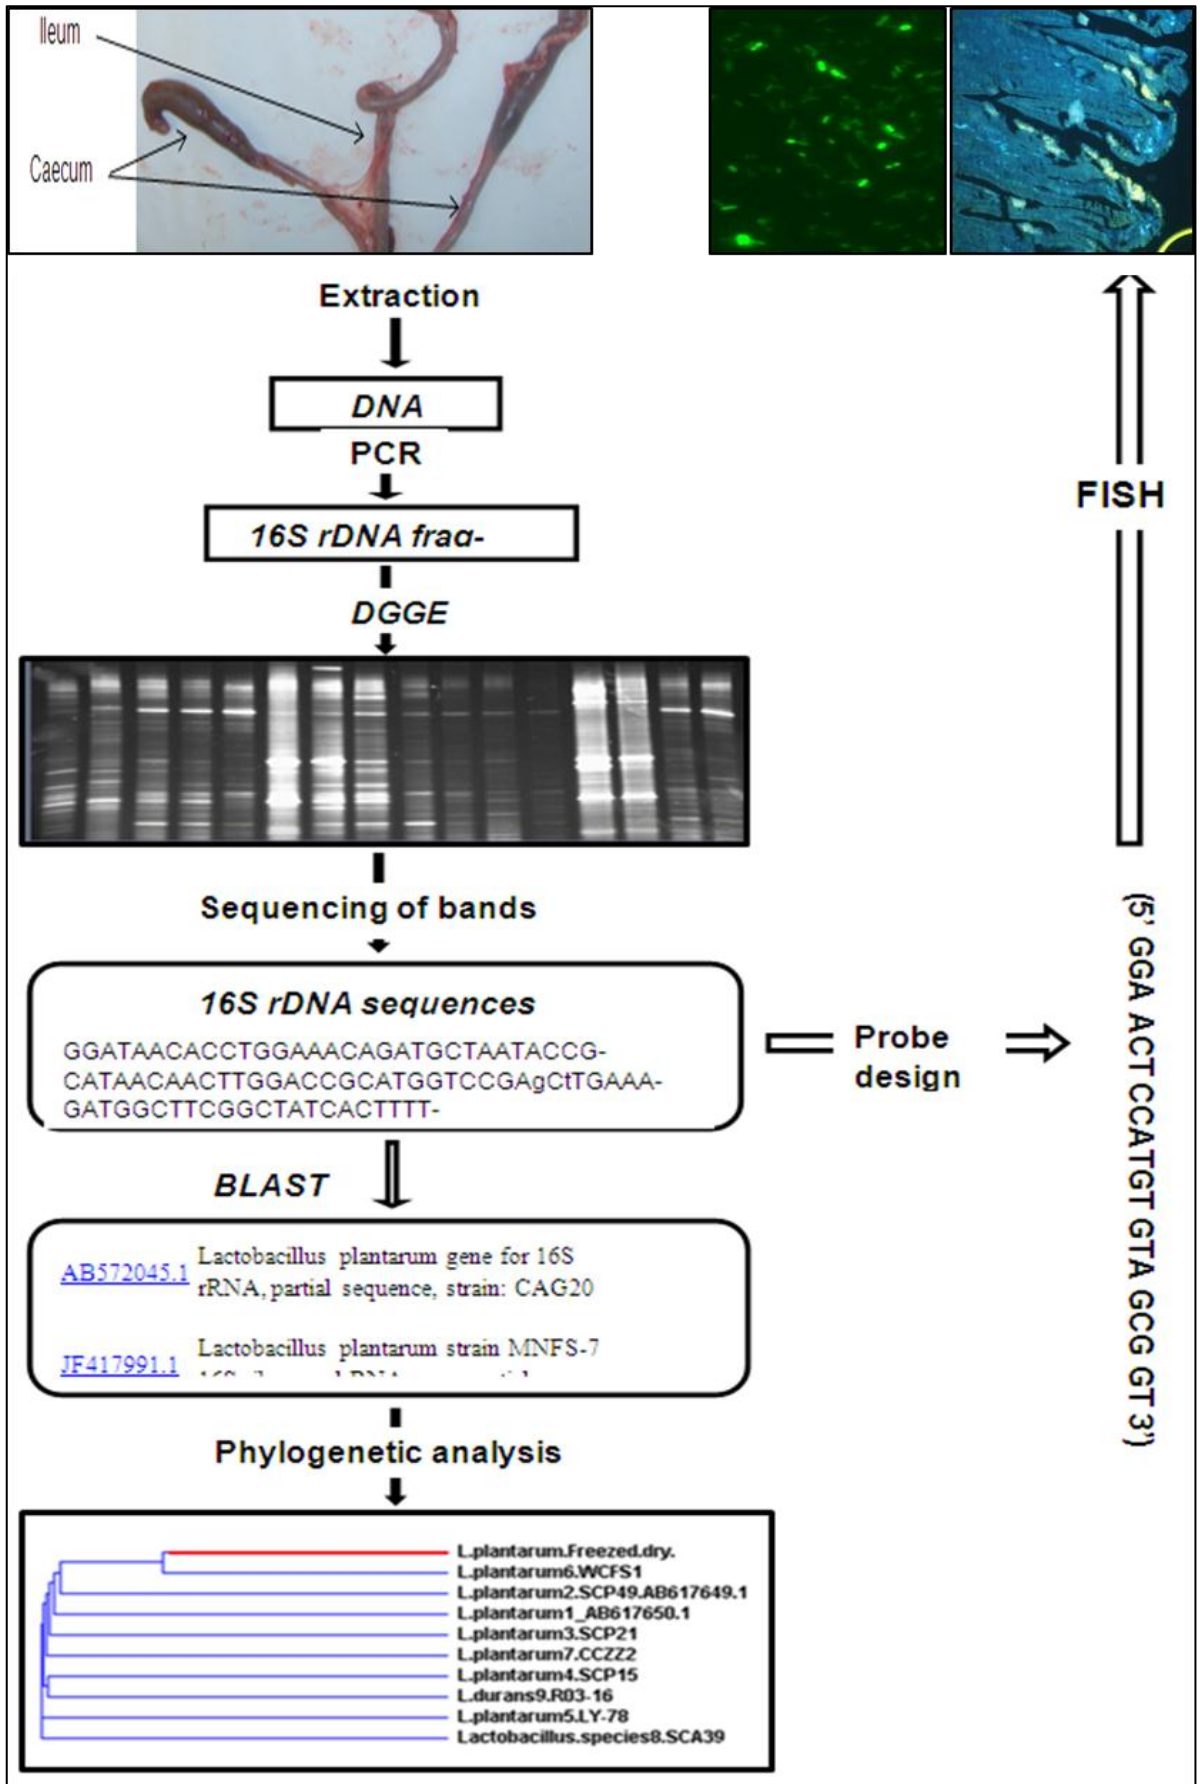 Ileum
Caecum
Extraction
DNA
PCR
16S rDNA frag-
DGGE
Sequencing of bands
16S rDNA sequences
GGATAACACCTGGAAACAGATGCTAATACCG-
CATAACAACTTGGACCGCATGGTCCGAgCtTGAAA-
GATGGCTTCGGCTATCACTTTT-
Probe
design
(5' GGA ACT CCATGT GTA GCG GT 3')
FISH
BLAST
AB572045.1 Lactobacillus plantarum gene for 16S
rRNA, partial sequence, strain: CAG20
JF417991.1 Lactobacillus plantarum strain MNFS-7
Phylogenetic analysis
L.plantarum.Freezed.dry.
L.plantarum6.WCFS1
L.plantarum2.SCP49.AB617649.1
L.plantarum1_AB617650.1
L.plantarum3.SCP21
L.plantarum7.CCZZ2
L.plantarum4.SCP15
L.durans9.R03-16
L.plantarum5.LY-78
Lactobacillus.species8.SCA39